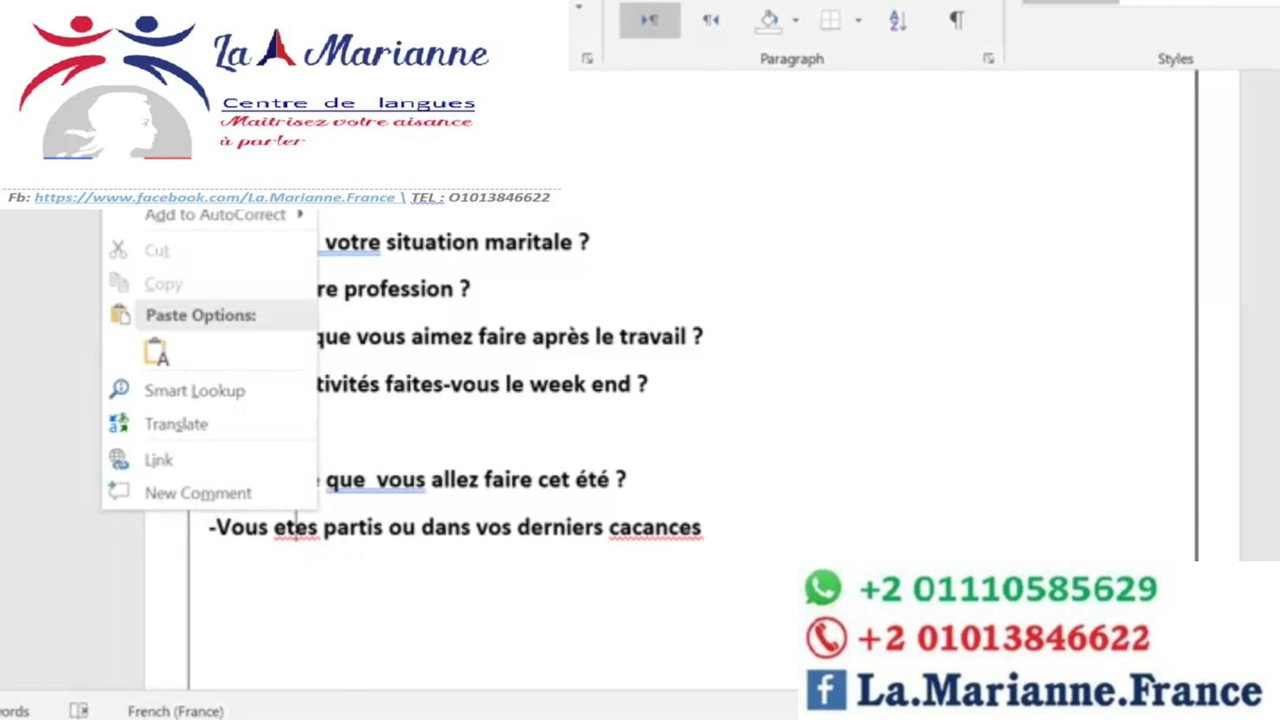 La Marianne
Centre de langues
Maitrisez votre aisance
à parler
Fb: https://www.facebook.com/La.Marianne.France \ TEL : O1013846622
Paragraph
Styles
Add to AutoCorrect
Cut
Copy
Paste Options:
Smart Lookup
Translate
Link
New Comment
votre situation maritale ?
re profession ?
que vous aimez faire après le travail ?
tivités faites-vous le week end ?
que vous allez faire cet été ?
-Vous etes partis ou dans vos derniers cacances
+2 01110585629
+2 01013846622
La.Marianne.France
ords
French (France)